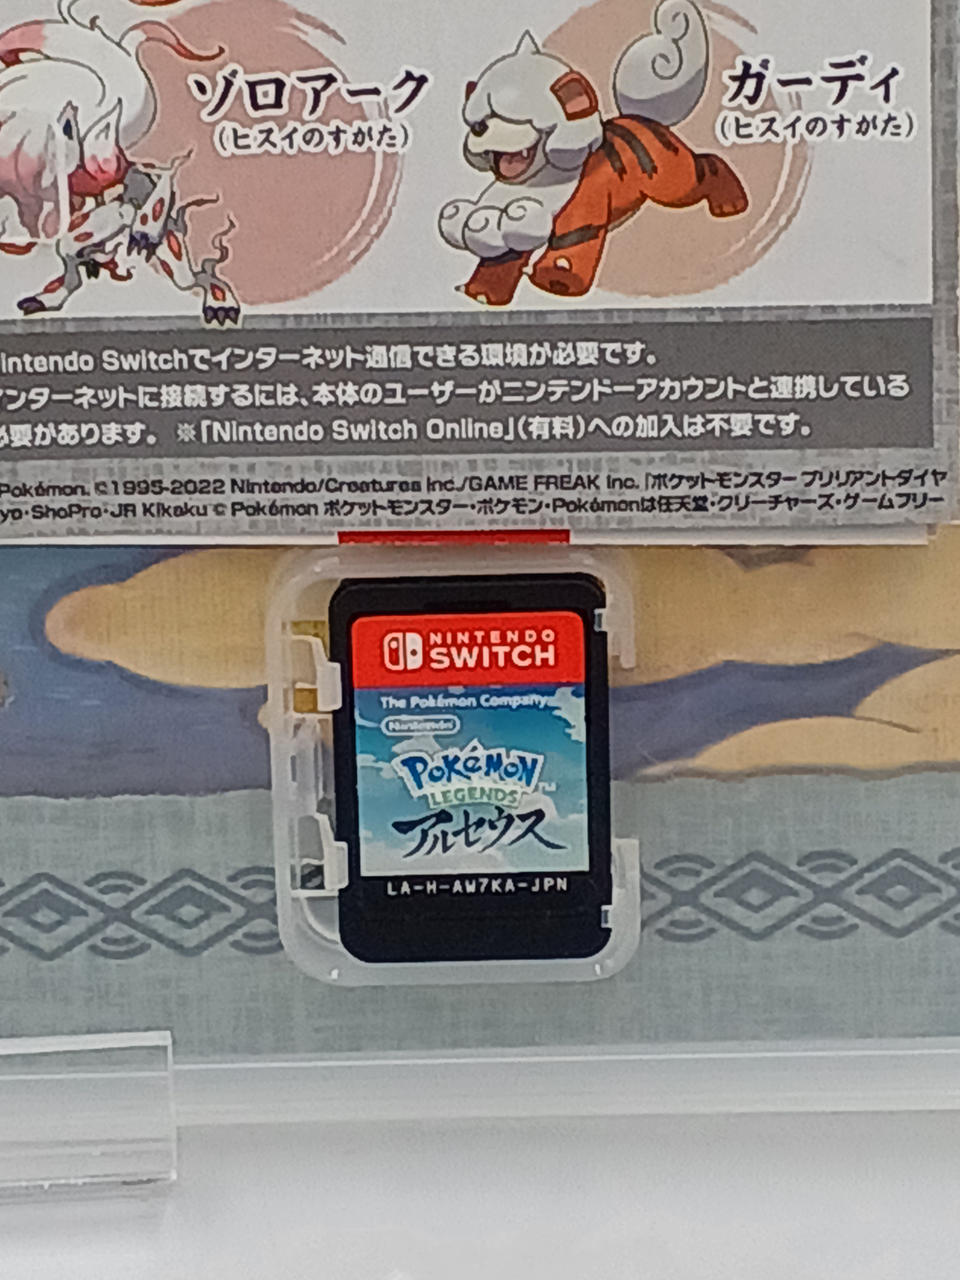 ゾロアーク
(ヒスイのすがた)
ガーディ
(ヒスイのすがた)
intendo Switchでインターネット通信できる環境が必要です。
ンターネットに接続するには、本体のユーザーがニンテンドーアカウントと連携している
必要があります。 ※「Nintendo Switch Online」(有料)への加入は不要です。
Pokémon. ©1995-2022 Nintendo/Creatures Inc./GAME FREAK inc. 『ポケットモンスター ブリリアントダイヤ
yo・ShoPro・JR Kikaku © Pokémon ポケットモンスター・ポケモン・Pokémonは任天堂・クリーチャーズ・ゲームフリー
NINTENDO
SWITCH
The Pokémon Company
Nintendo
POKéMON
LEGENDS
アルセウス
LA-H-AW7KA-JPN